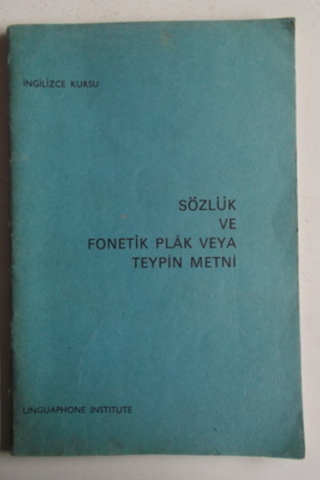 İNGİLİZCE KURSU
SÖZLÜK
VE
FONETİK PLÂK VEYA
TEYPİN METNİ
LINGUAPHONE INSTITUTE